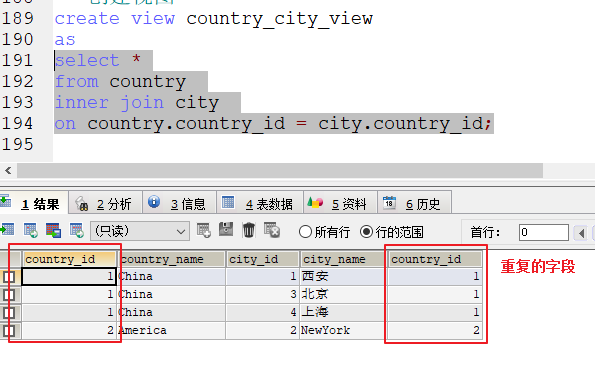 188 创建视图
189 create view country_city_view
190 as
191 select *
192 from country
193 inner join city
194 on country.country_id = city.country_id;
195
1 结果 2 分析 3 信息 4 表数据 5 资料 6 历史
(只读) 所有行 行的范围 首行: 0
country_id country_name city_id city_name country_id
1 China 1 西安 1
1 China 3 北京 1
1 China 4 上海 1
2 America 2 NewYork 2
重复的字段